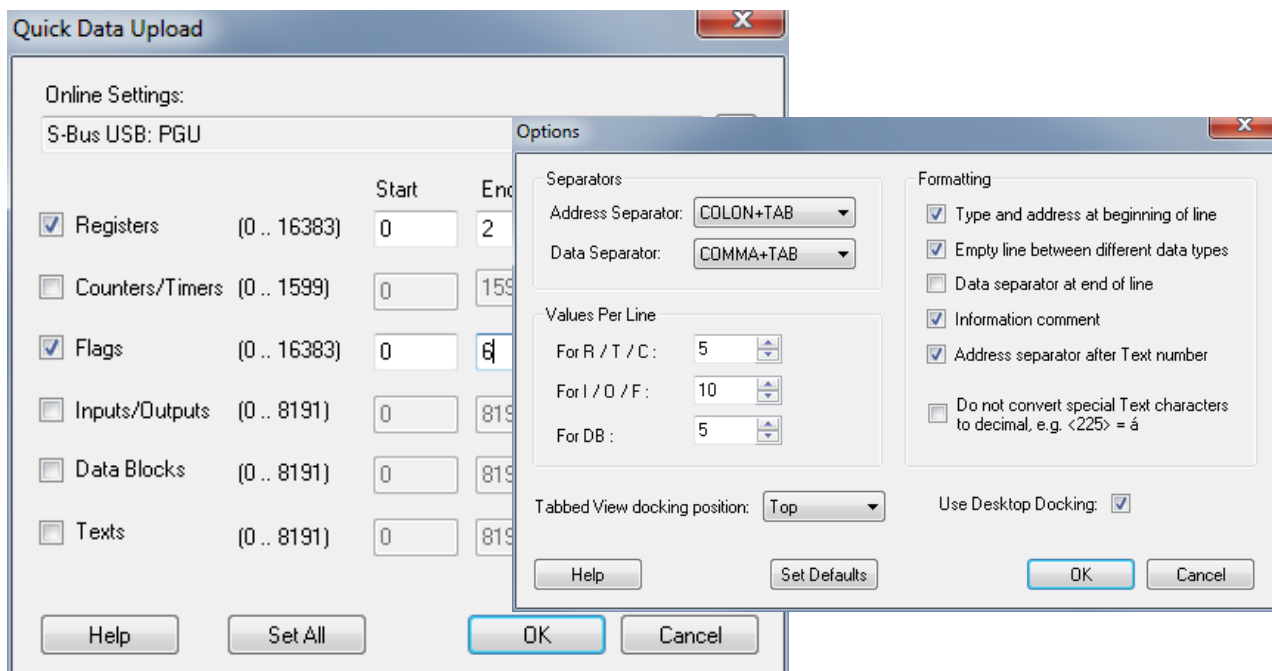 Quick Data Upload
Online Settings:
S-Bus USB: PGU
Start
Registers (0 .. 16383) 0 2
Counters/Timers (0 .. 1599) 0
Flags (0 .. 16383) 0 6
Inputs/Outputs (0 .. 8191) 0
Data Blocks (0 .. 8191) 0
Texts (0 .. 8191) 0
Help Set All OK Cancel
Options
Separators
Address Separator: COLON+TAB
Data Separator: COMMA+TAB
Values Per Line
For R / T / C : 5
For I / O / F : 10
For DB : 5
Formatting
Type and address at beginning of line
Empty line between different data types
Data separator at end of line
Information comment
Address separator after Text number
Do not convert special Text characters
to decimal, e.g. <225> = á
Tabbed View docking position: Top
Use Desktop Docking:
Help Set Defaults OK Cancel